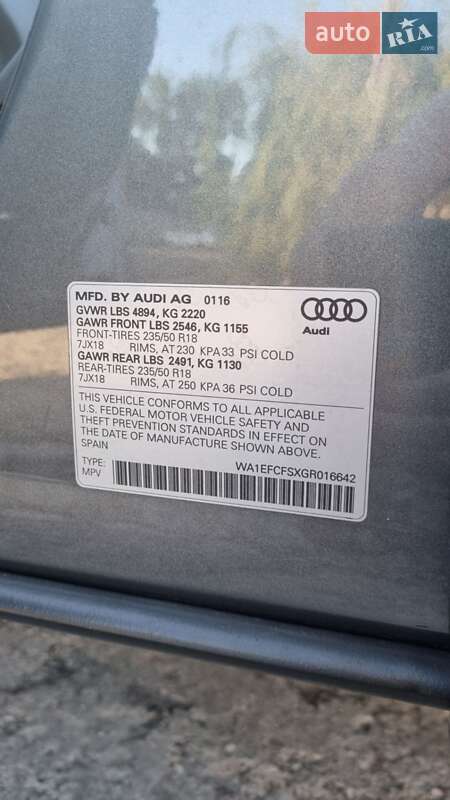 auto RIA
.com
MFD. BY AUDI AG 0116
GVWR LBS 4894, KG 2220
GAWR FRONT LBS 2546, KG 1155
FRONT-TIRES 235/50 R18
7JX18 RIMS, AT 230 KPA 33 PSI COLD
GAWR REAR LBS 2491, KG 1130
REAR-TIRES 235/50 R18
7JX18 RIMS, AT 250 KPA 36 PSI COLD
Audi
THIS VEHICLE CONFORMS TO ALL APPLICABLE
U.S. FEDERAL MOTOR VEHICLE SAFETY AND
THEFT PREVENTION STANDARDS IN EFFECT ON
THE DATE OF MANUFACTURE SHOWN ABOVE.
SPAIN
TYPE: WA1EFCFSXGR016642
MPV